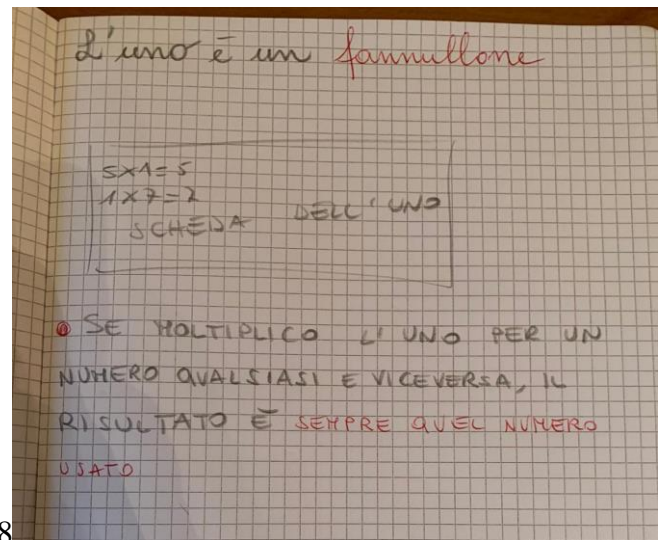 L'uno è un fannullone
5×1=5
1×7=7
SCHEDA DELL'UNO
SE MOLTIPLICO L'UNO PER UN
NUMERO QUALSIASI E VICEVERSA, IL
RISULTATO È SEMPRE QUEL NUMERO
USATO
8